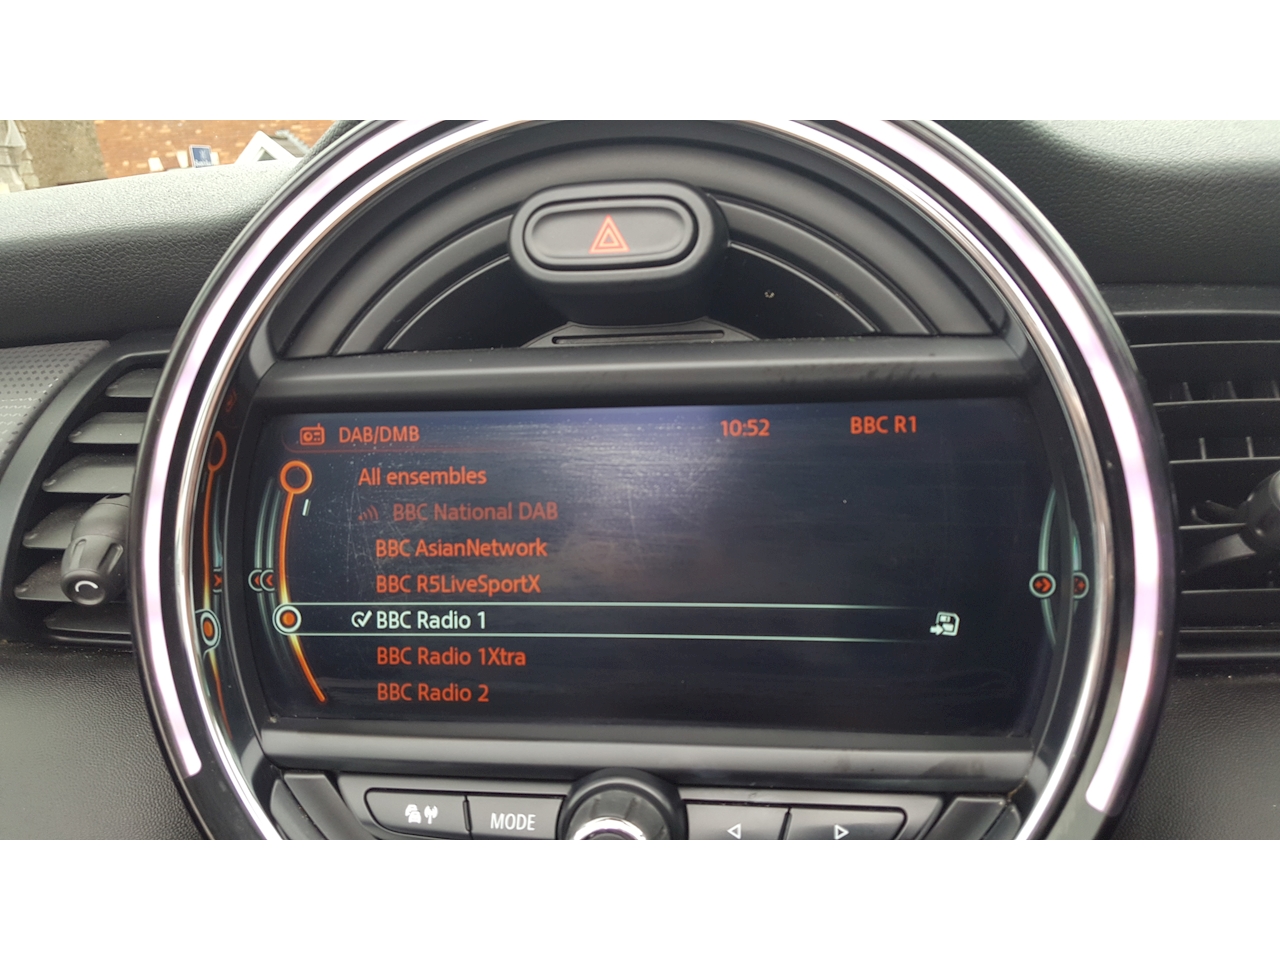 DAB/DMB 10:52 BBC R1
All ensembles
BBC National DAB
BBC AsianNetwork
BBC R5LiveSportX
BBC Radio 1
BBC Radio 1Xtra
BBC Radio 2
MODE